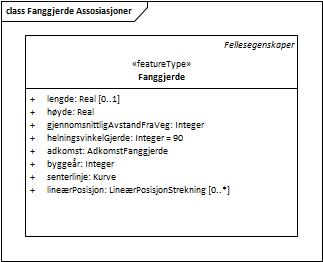 class Fanggjerde Assosiasjoner
Fellesegenskaper
«featureType»
Fanggjerde
+ lengde: Real [0..1]
+ høyde: Real
+ gjennomsnittligAvstandFraVeg: Integer
+ helningsvinkelGjerde: Integer = 90
+ adkomst: AdkomstFanggjerde
+ byggeår: Integer
+ senterlinje: Kurve
+ lineærPosisjon: LineærPosisjonStrekning [0..*]